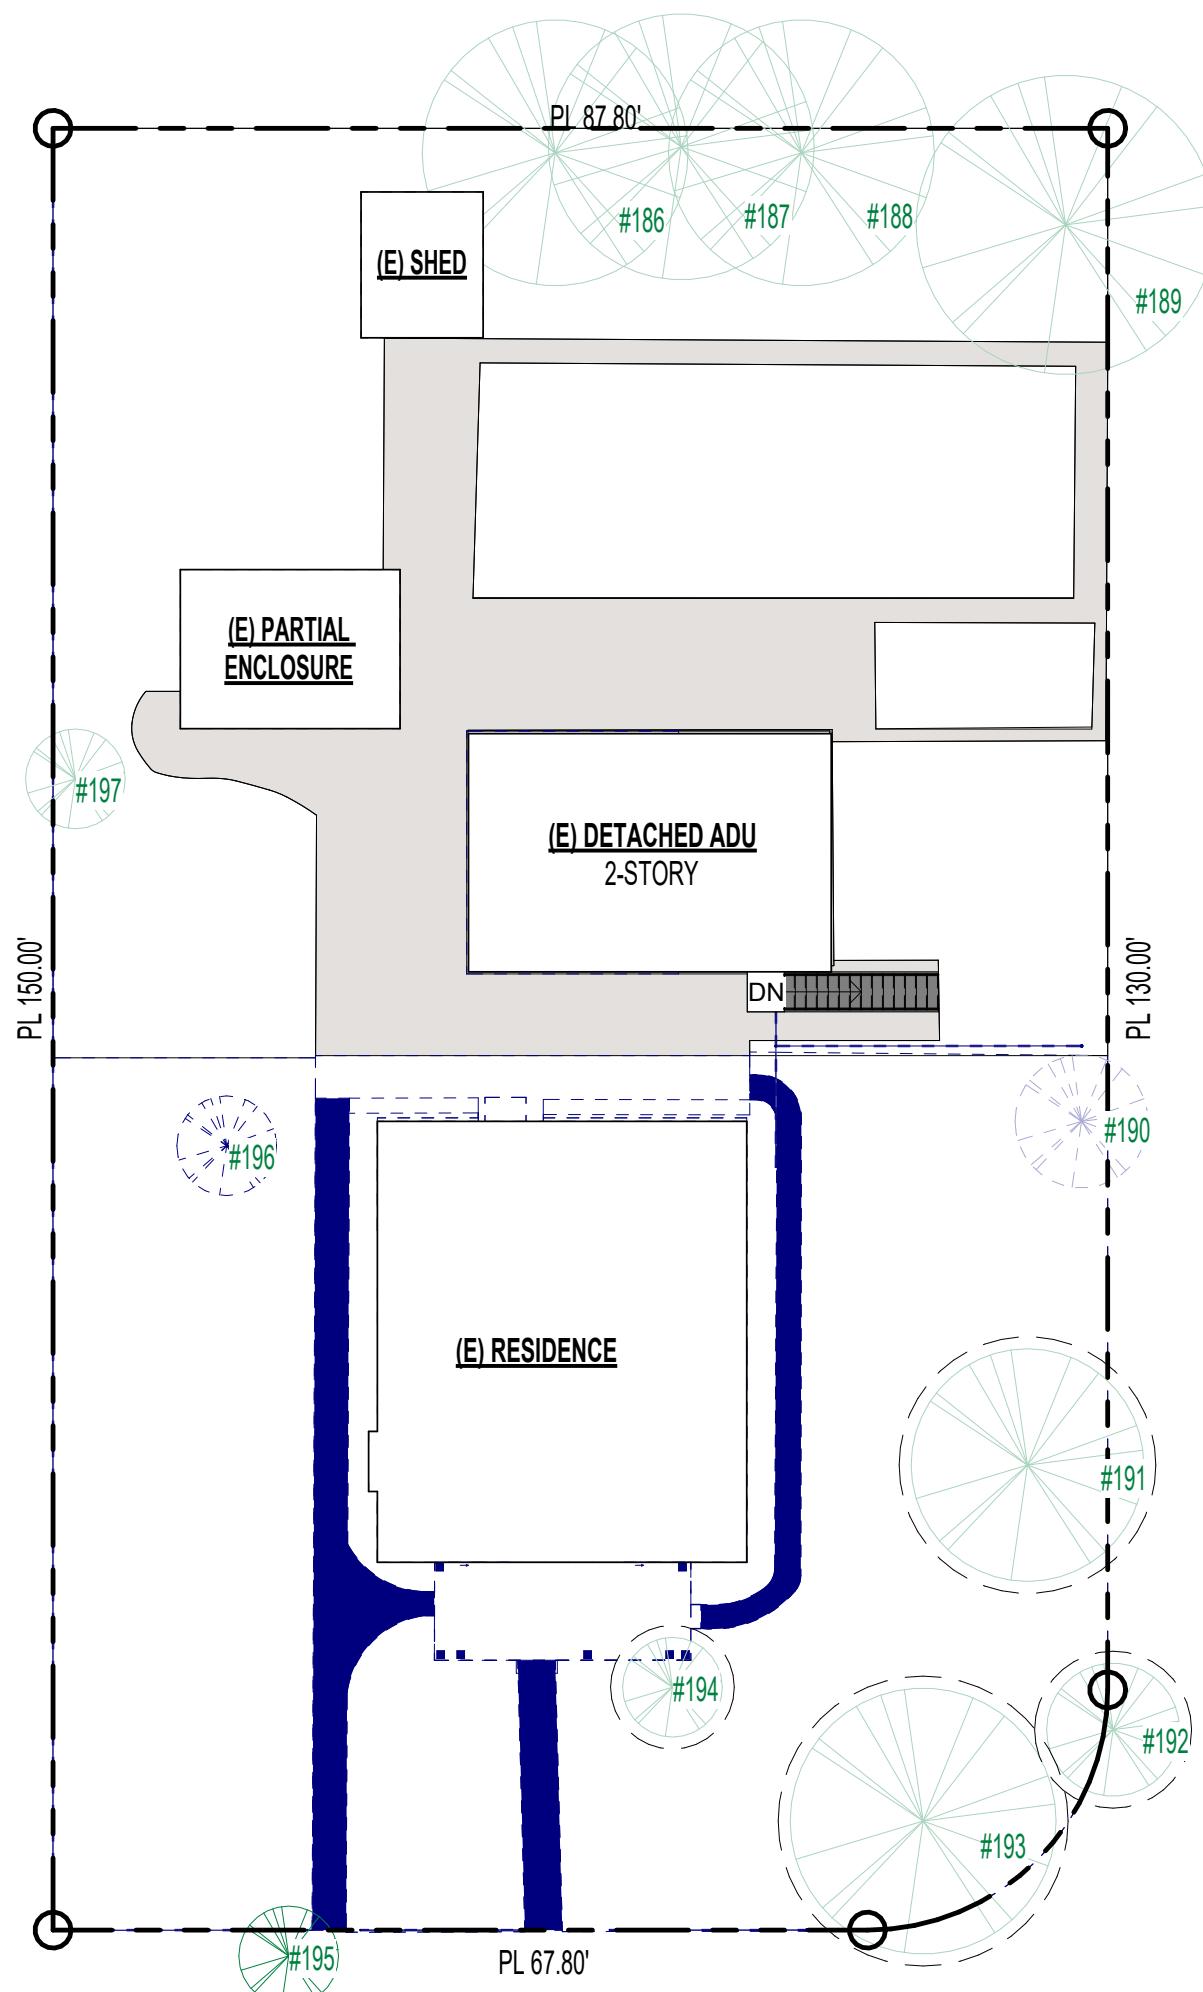 PL 87.80'
#186
#187
#188
(E) SHED
#189
(E) PARTIAL
ENCLOSURE
#197
(E) DETACHED ADU
2-STORY
PL 150.00'
PL 130.00'
DN
#196
#190
(E) RESIDENCE
#191
#194
#192
#193
#195
PL 67.80'